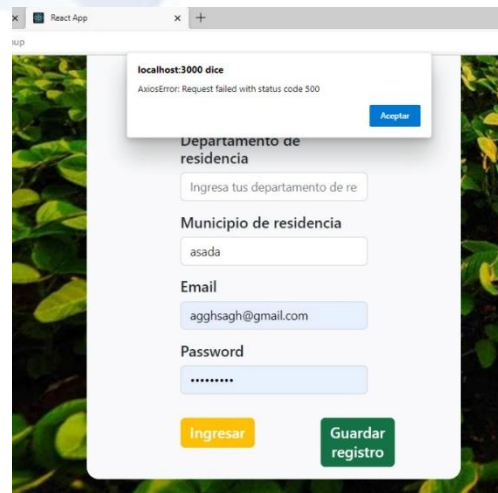 React App
localhost:3000 dice
AxiosError: Request failed with status code 500
Aceptar
Departamento de
residencia
Ingresa tus departamento de re
Municipio de residencia
asada
Email
agghsagh@gmail.com
Password
•••••••••
Ingresar
Guardar
registro